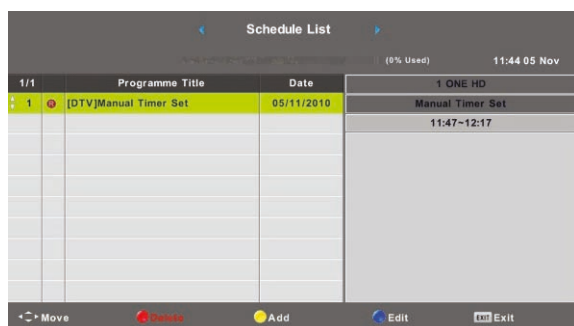 Schedule List
(0% Used) 11:44 05 Nov
1/1 Programme Title Date 1 ONE HD
1 R [DTV]Manual Timer Set 05/11/2010 Manual Timer Set
11:47~12:17
Move Delete Add Edit EXIT Exit